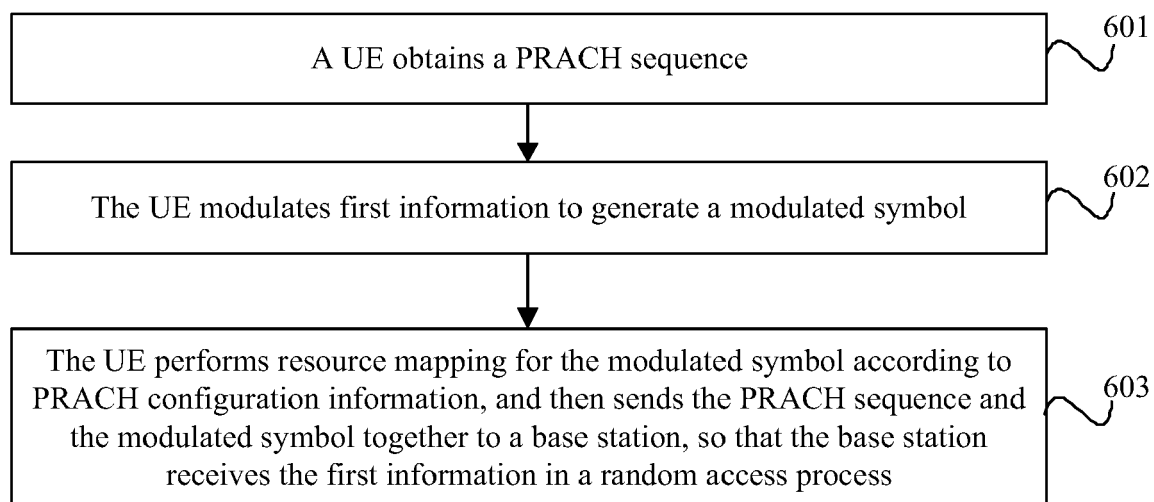 A UE obtains a PRACH sequence
601
The UE modulates first information to generate a modulated symbol
602
The UE performs resource mapping for the modulated symbol according to
PRACH configuration information, and then sends the PRACH sequence and
the modulated symbol together to a base station, so that the base station
receives the first information in a random access process
603